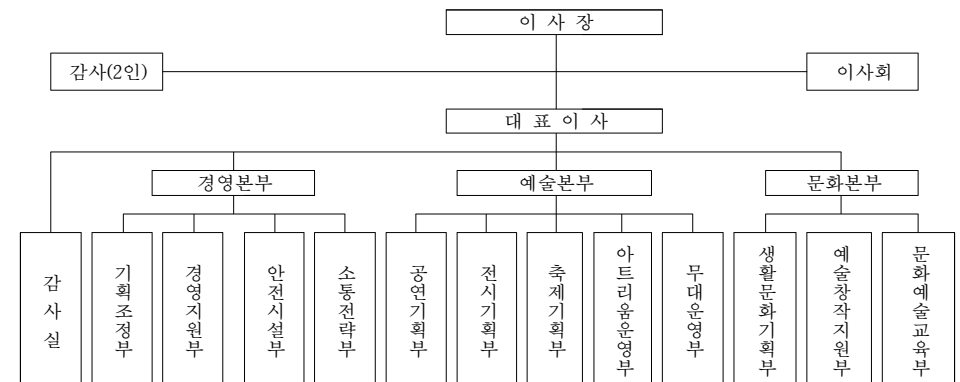 이 사 장
감사(2인)
이사회
대 표 이 사
경영본부
예술본부
문화본부
감사실
기획조정부
경영지원부
안전시설부
소통전략부
공연기획부
전시기획부
축제기획부
아트리움운영부
무대운영부
생활문화기획부
예술창작지원부
문화예술교육부